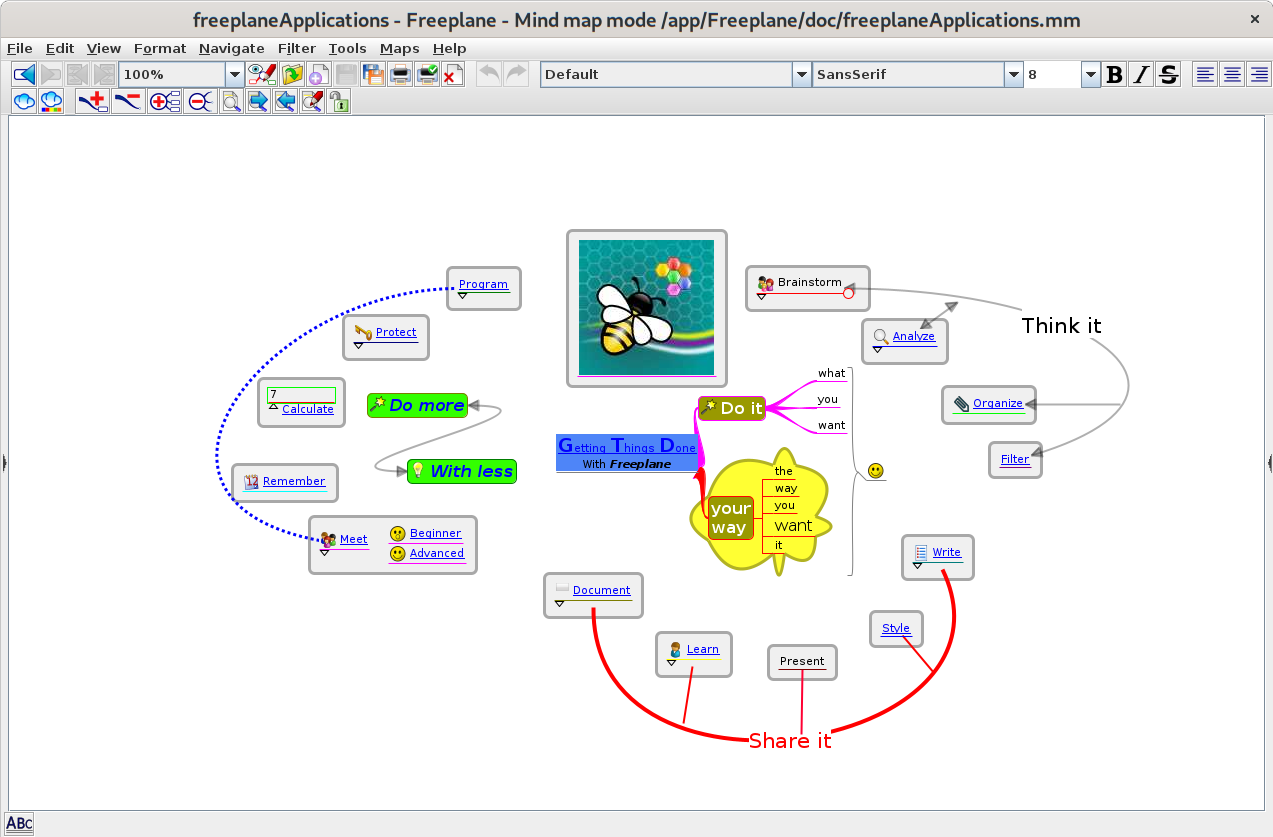 freeplaneApplications - Freeplane - Mind map mode /app/Freeplane/doc/freeplaneApplications.mm
File Edit View Format Navigate Filter Tools Maps Help
100%
Default
SansSerif
8
B I S
Program
Protect
7
Calculate
Do more
With less
Remember
Meet
Beginner
Advanced
Getting Things Done
With Freeplane
Brainstorm
Think it
Analyze
Organize
Filter
Do it
what
you
want
your
way
the
way
you
want
it
Write
Style
Document
Learn
Present
Share it
ABc